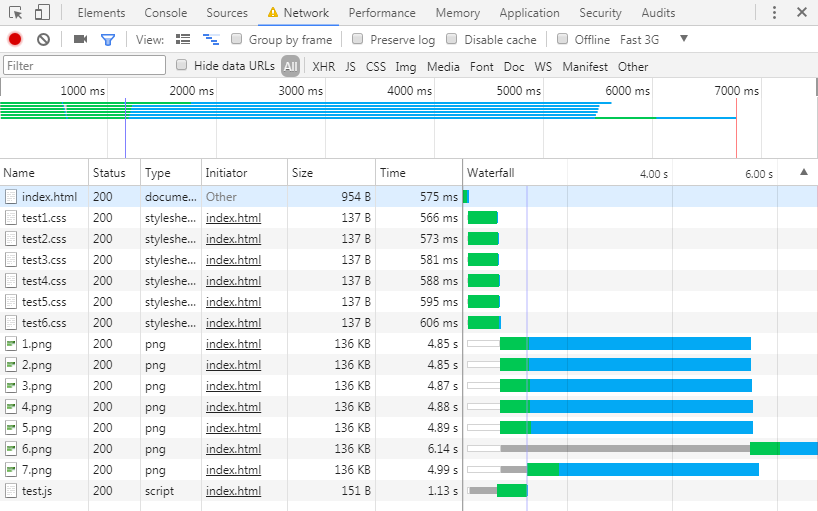 Elements Console Sources Network Performance Memory Application Security Audits
View: Group by frame Preserve log Disable cache Offline Fast 3G
Filter Hide data URLs All XHR JS CSS Img Media Font Doc WS Manifest Other
1000 ms 2000 ms 3000 ms 4000 ms 5000 ms 6000 ms 7000 ms
Name Status Type Initiator Size Time Waterfall 4.00 s 6.00 s
index.html 200 docume... Other 954 B 575 ms
test1.css 200 styleshe... index.html 137 B 566 ms
test2.css 200 styleshe... index.html 137 B 573 ms
test3.css 200 styleshe... index.html 137 B 581 ms
test4.css 200 styleshe... index.html 137 B 588 ms
test5.css 200 styleshe... index.html 137 B 595 ms
test6.css 200 styleshe... index.html 137 B 606 ms
1.png 200 png index.html 136 KB 4.85 s
2.png 200 png index.html 136 KB 4.85 s
3.png 200 png index.html 136 KB 4.87 s
4.png 200 png index.html 136 KB 4.88 s
5.png 200 png index.html 136 KB 4.89 s
6.png 200 png index.html 136 KB 6.14 s
7.png 200 png index.html 136 KB 4.99 s
test.js 200 script index.html 151 B 1.13 s